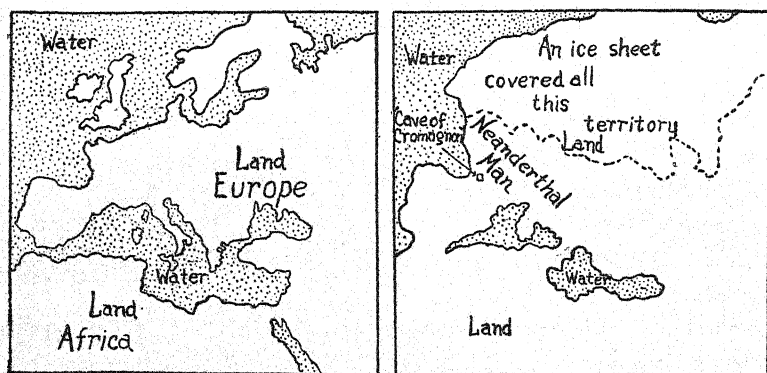 Water
Land
Europe
Water
Land
Africa
Water
An ice sheet
covered all
this
territory
Cave of
Cromagnon
Neanderthal
Man
Land
Water
Land